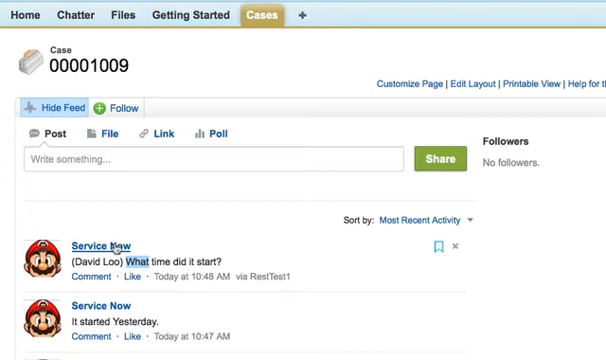 Home Chatter Files Getting Started Cases +
Case
00001009
Customize Page | Edit Layout | Printable View | Help for
Hide Feed Follow
Post File Link Poll
Write something...
Share
Followers
No followers.
Sort by: Most Recent Activity
Service Now
(David Loo) What time did it start?
Comment · Like · Today at 10:48 AM via RestTest1
Service Now
It started Yesterday.
Comment · Like · Today at 10:47 AM